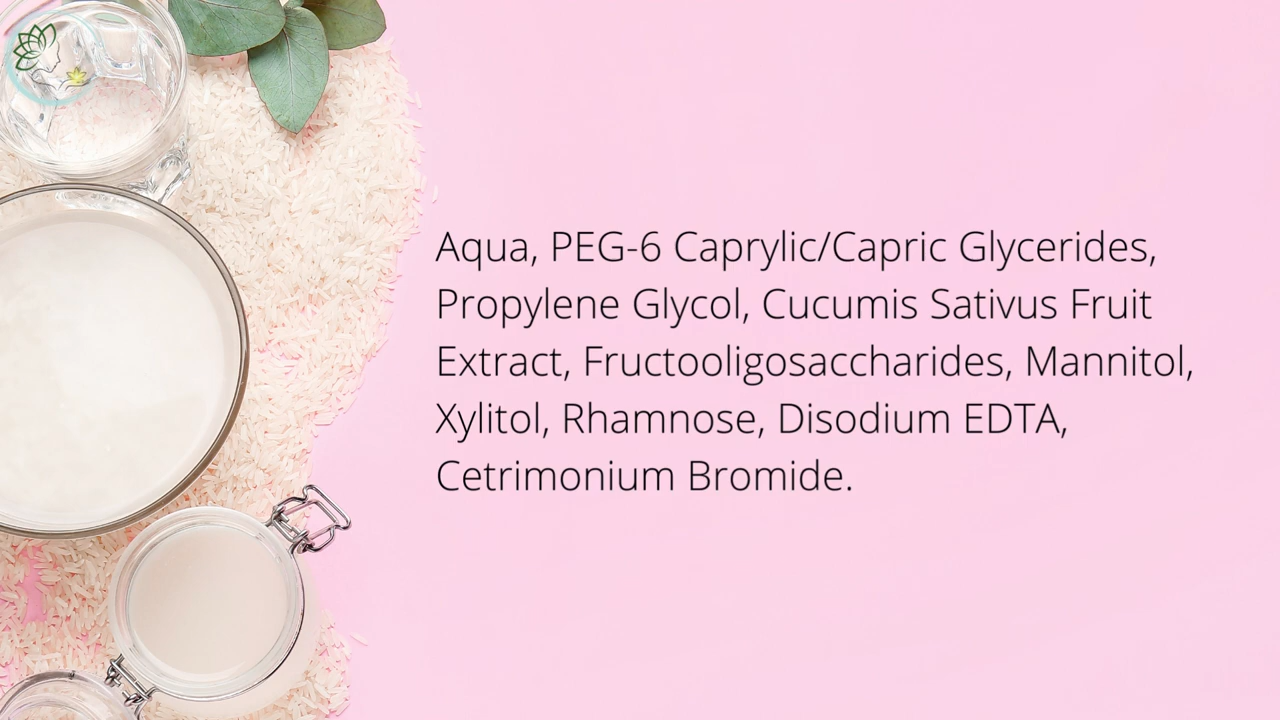 Aqua, PEG-6 Caprylic/Capric Glycerides,
Propylene Glycol, Cucumis Sativus Fruit
Extract, Fructooligosaccharides, Mannitol,
Xylitol, Rhamnose, Disodium EDTA,
Cetrimonium Bromide.